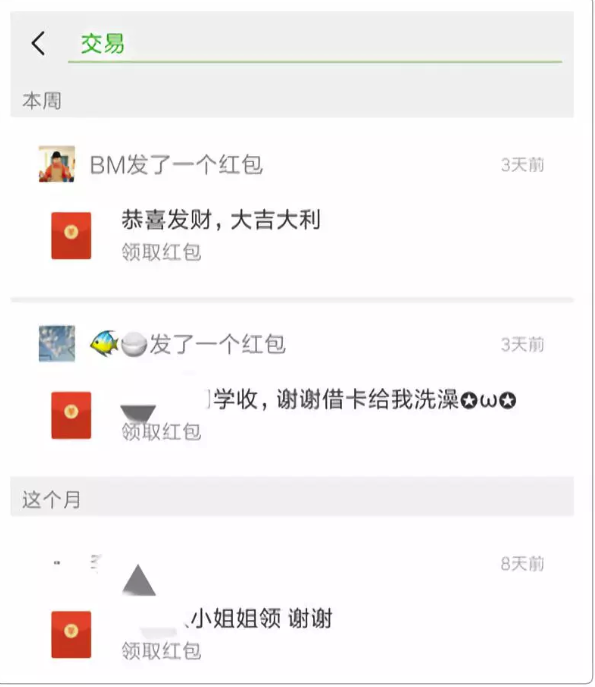 交易
本周
BM发了一个红包
3天前
恭喜发财，大吉大利
领取红包
🐠⚪发了一个红包
3天前
学收，谢谢借卡给我洗澡✪ω✪
领取红包
这个月
8天前
小姐姐领 谢谢
领取红包